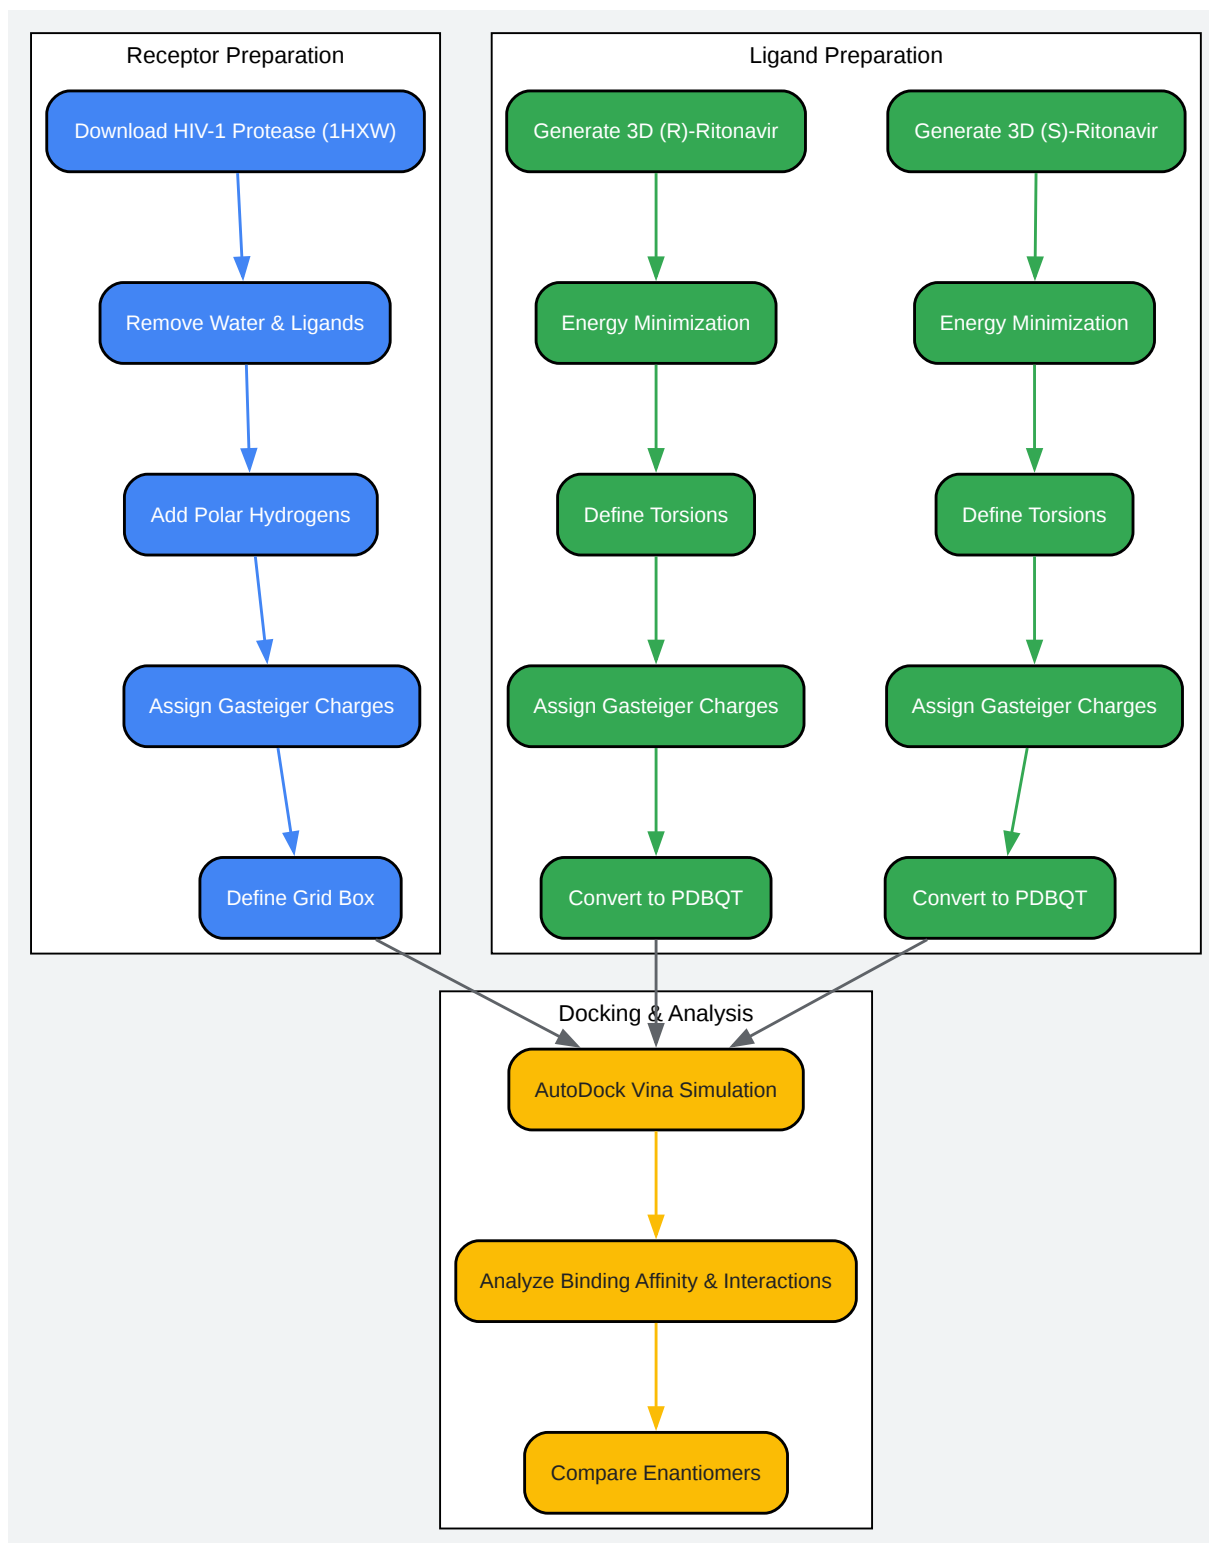 Receptor Preparation
Download HIV-1 Protease (1HXW)
Remove Water & Ligands
Add Polar Hydrogens
Assign Gasteiger Charges
Define Grid Box
Ligand Preparation
Generate 3D (R)-Ritonavir
Energy Minimization
Define Torsions
Assign Gasteiger Charges
Convert to PDBQT
Generate 3D (S)-Ritonavir
Energy Minimization
Define Torsions
Assign Gasteiger Charges
Convert to PDBQT
Docking & Analysis
AutoDock Vina Simulation
Analyze Binding Affinity & Interactions
Compare Enantiomers